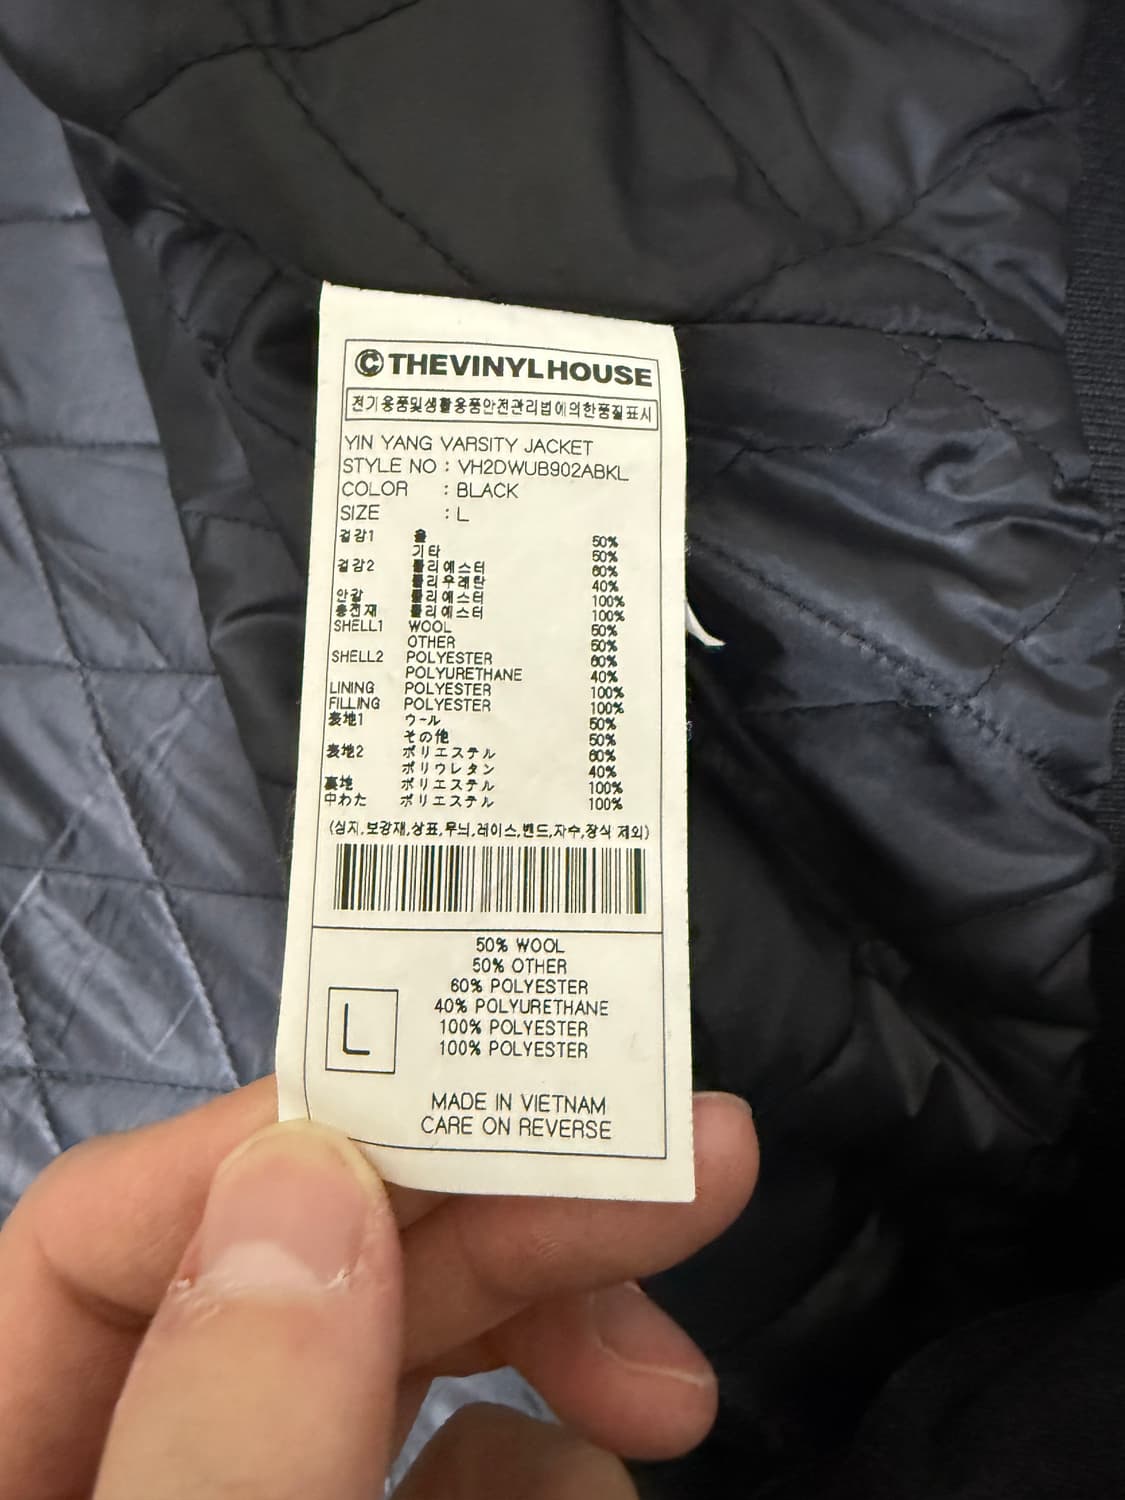 © THEVINYLHOUSE
전기용품및생활용품안전관리법에의한품질표시
YIN YANG VARSITY JACKET
STYLE NO : VH2DWUB902ABKL
COLOR : BLACK
SIZE : L
겉감1 울 50%
기타 50%
겉감2 폴리에스터 60%
폴리우레탄 40%
안감 폴리에스터 100%
충전재 폴리에스터 100%
SHELL1 WOOL 50%
OTHER 50%
SHELL2 POLYESTER 60%
POLYURETHANE 40%
LINING POLYESTER 100%
FILLING POLYESTER 100%
表地1 ウール 50%
その他 50%
表地2 ポリエステル 60%
ポリウレタン 40%
裏地 ポリエステル 100%
中わた ポリエステル 100%
(심지,보강재,상표,무늬,레이스,밴드,자수,장식 제외)
50% WOOL
50% OTHER
60% POLYESTER
40% POLYURETHANE
100% POLYESTER
100% POLYESTER
L
MADE IN VIETNAM
CARE ON REVERSE